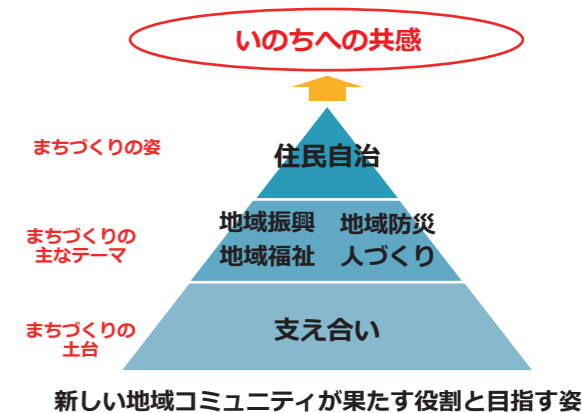 いのちへの共感
まちづくりの姿
住民自治
まちづくりの
主なテーマ
地域振興 地域防災
地域福祉 人づくり
まちづくりの
土台
支え合い
新しい地域コミュニティが果たす役割と目指す姿